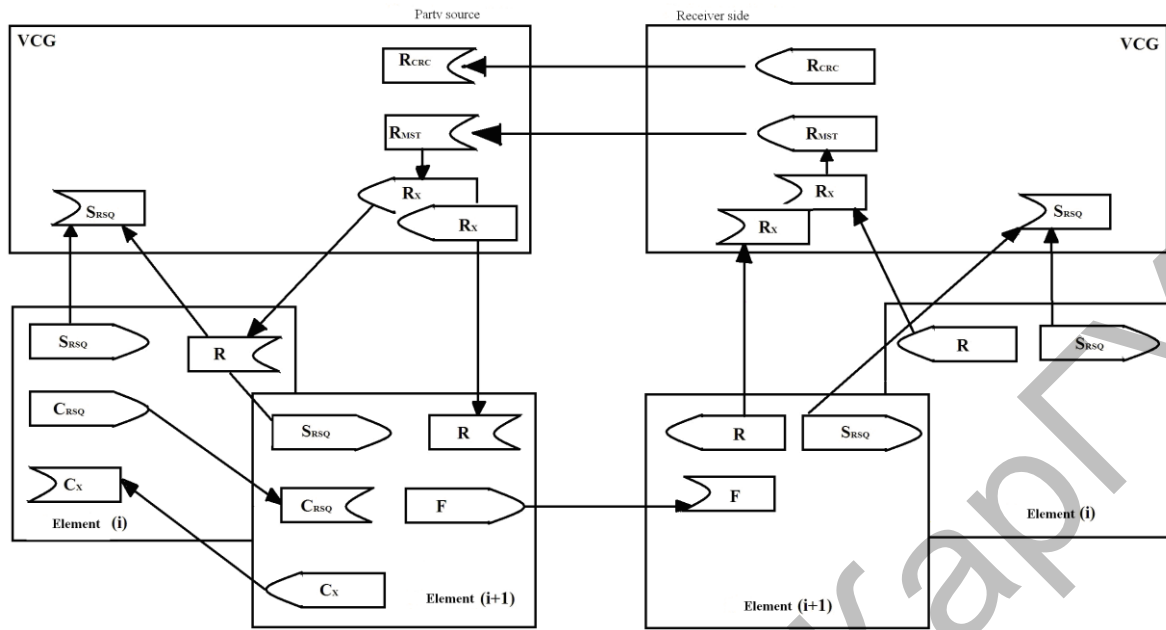 Party source
Receiver side
VCG
VCG
RCRC
RCRC
RMST
RMST
RX
RX
RX
RX
SRSQ
SRSQ
SRSQ
R
R
SRSQ
CRSQ
SRSQ
R
R
SRSQ
CX
CRSQ
F
F
Element (i)
Element (i)
CX
Element (i+1)
Element (i+1)
КарГУ